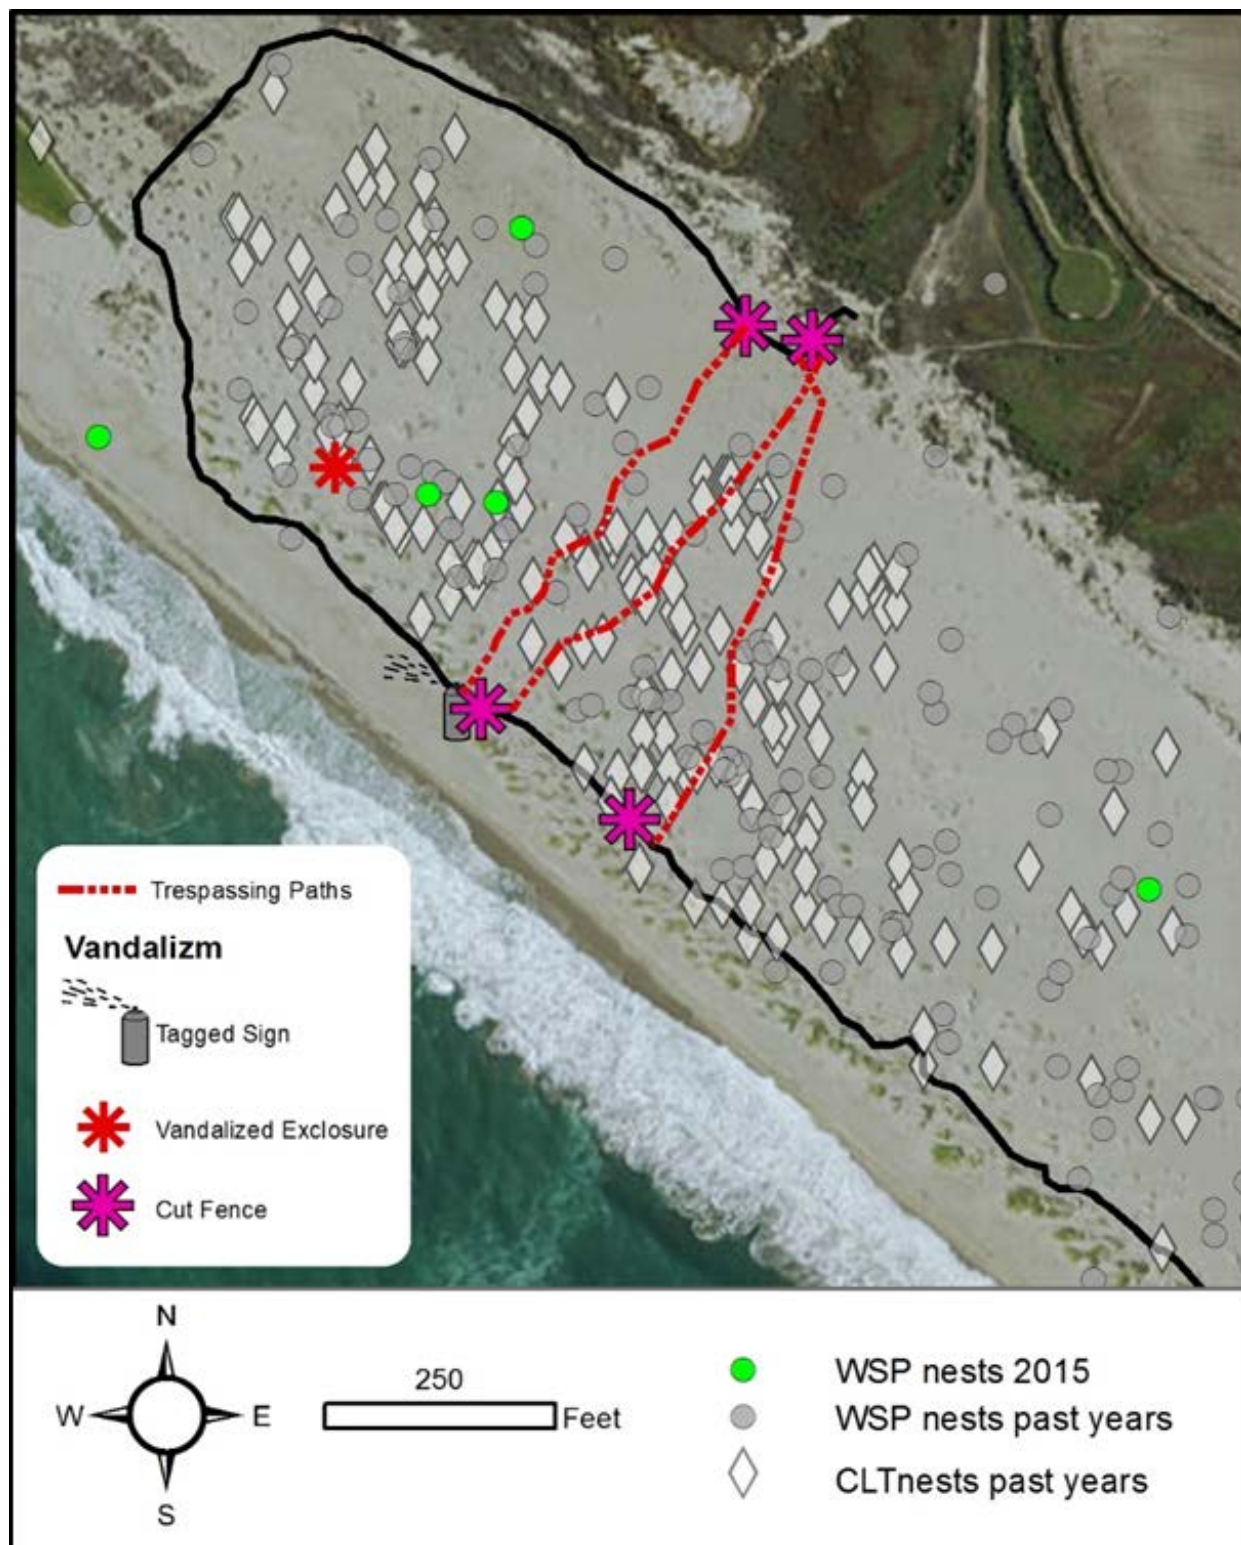 Trespassing Paths
Vandalizm
Tagged Sign
Vandalized Exclosure
Cut Fence
N
W
E
S
250
Feet
WSP nests 2015
WSP nests past years
CLTnests past years